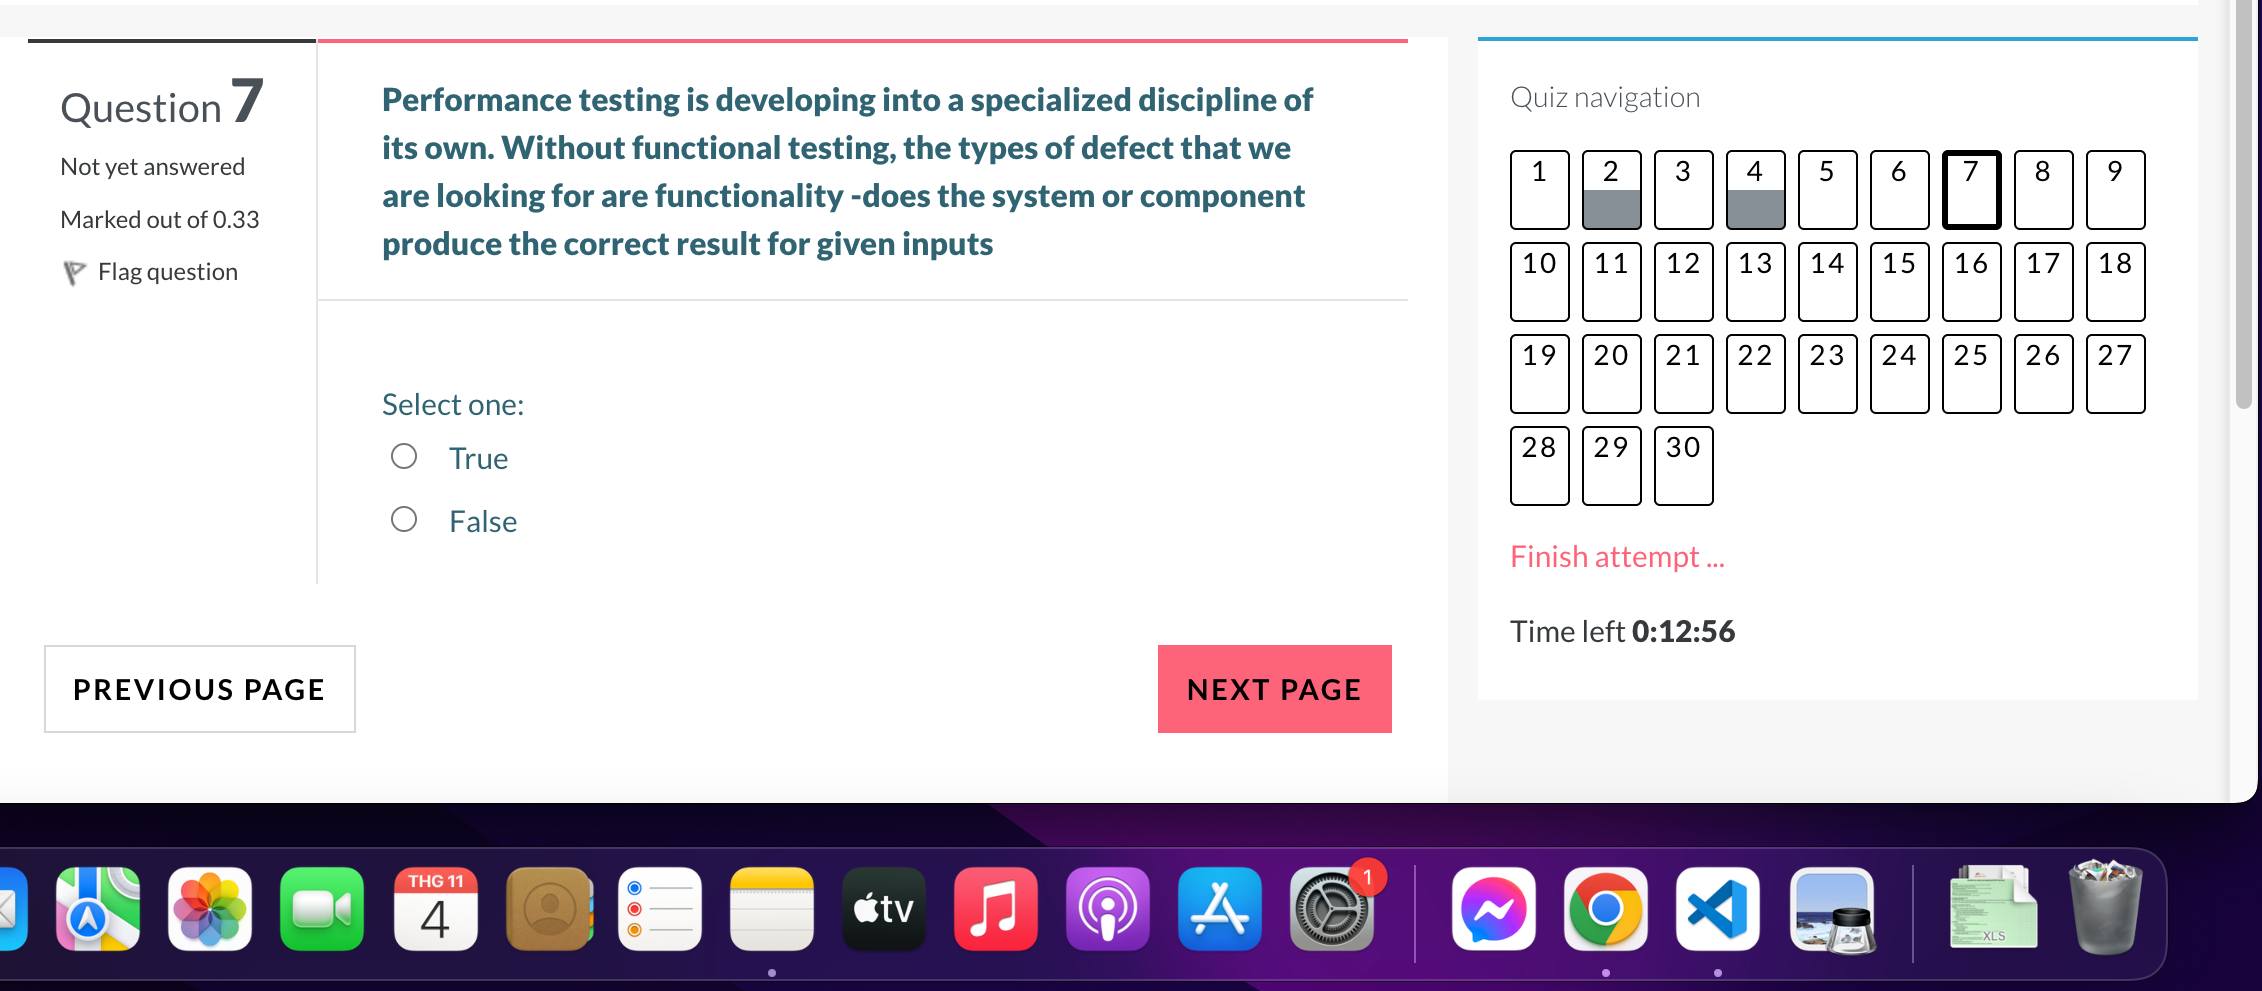 Question 7
Not yet answered
Marked out of 0.33
Flag question
Performance testing is developing into a specialized discipline of
its own. Without functional testing, the types of defect that we
are looking for are functionality -does the system or component
produce the correct result for given inputs
Select one:
True
False
PREVIOUS PAGE
NEXT PAGE
Quiz navigation
1 2 3 4 5 6 7 8 9
10 11 12 13 14 15 16 17 18
19 20 21 22 23 24 25 26 27
28 29 30
Finish attempt ...
Time left 0:12:56
THG 11
4
tv
1
XLS